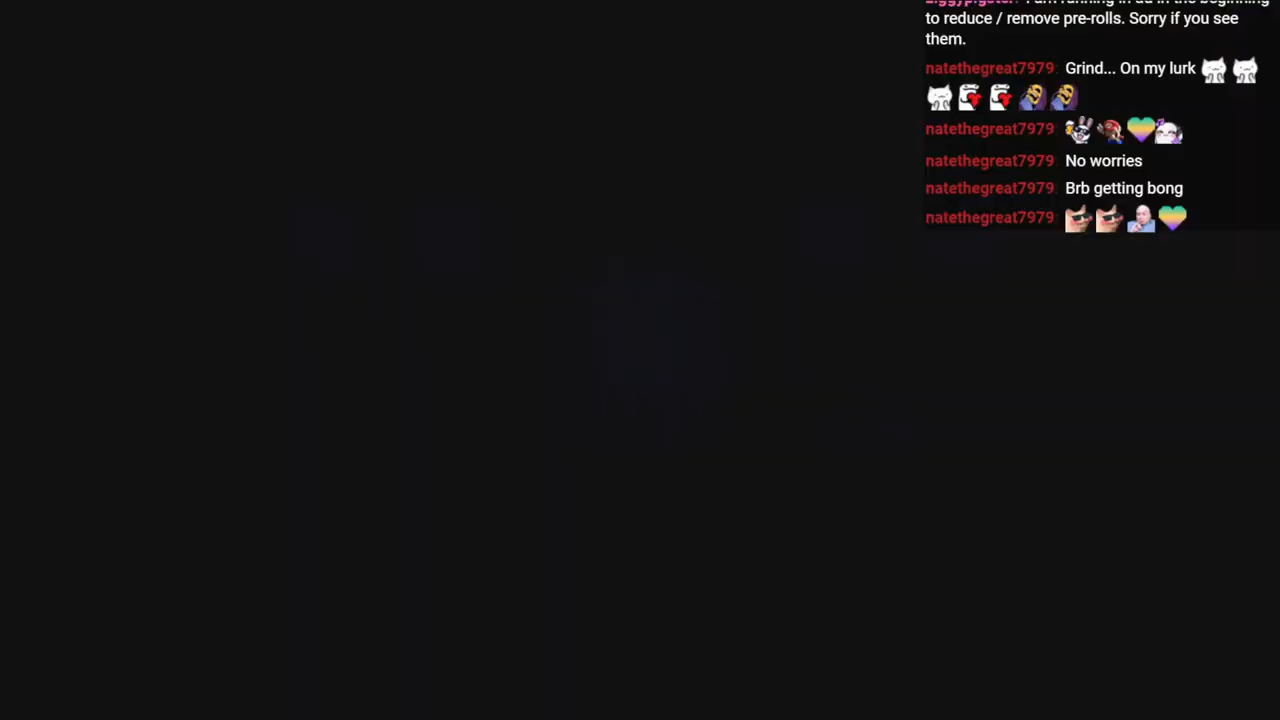 to reduce / remove pre-rolls. Sorry if you see
them.
natethegreat7979: Grind... On my lurk
natethegreat7979:
natethegreat7979: No worries
natethegreat7979: Brb getting bong
natethegreat7979: